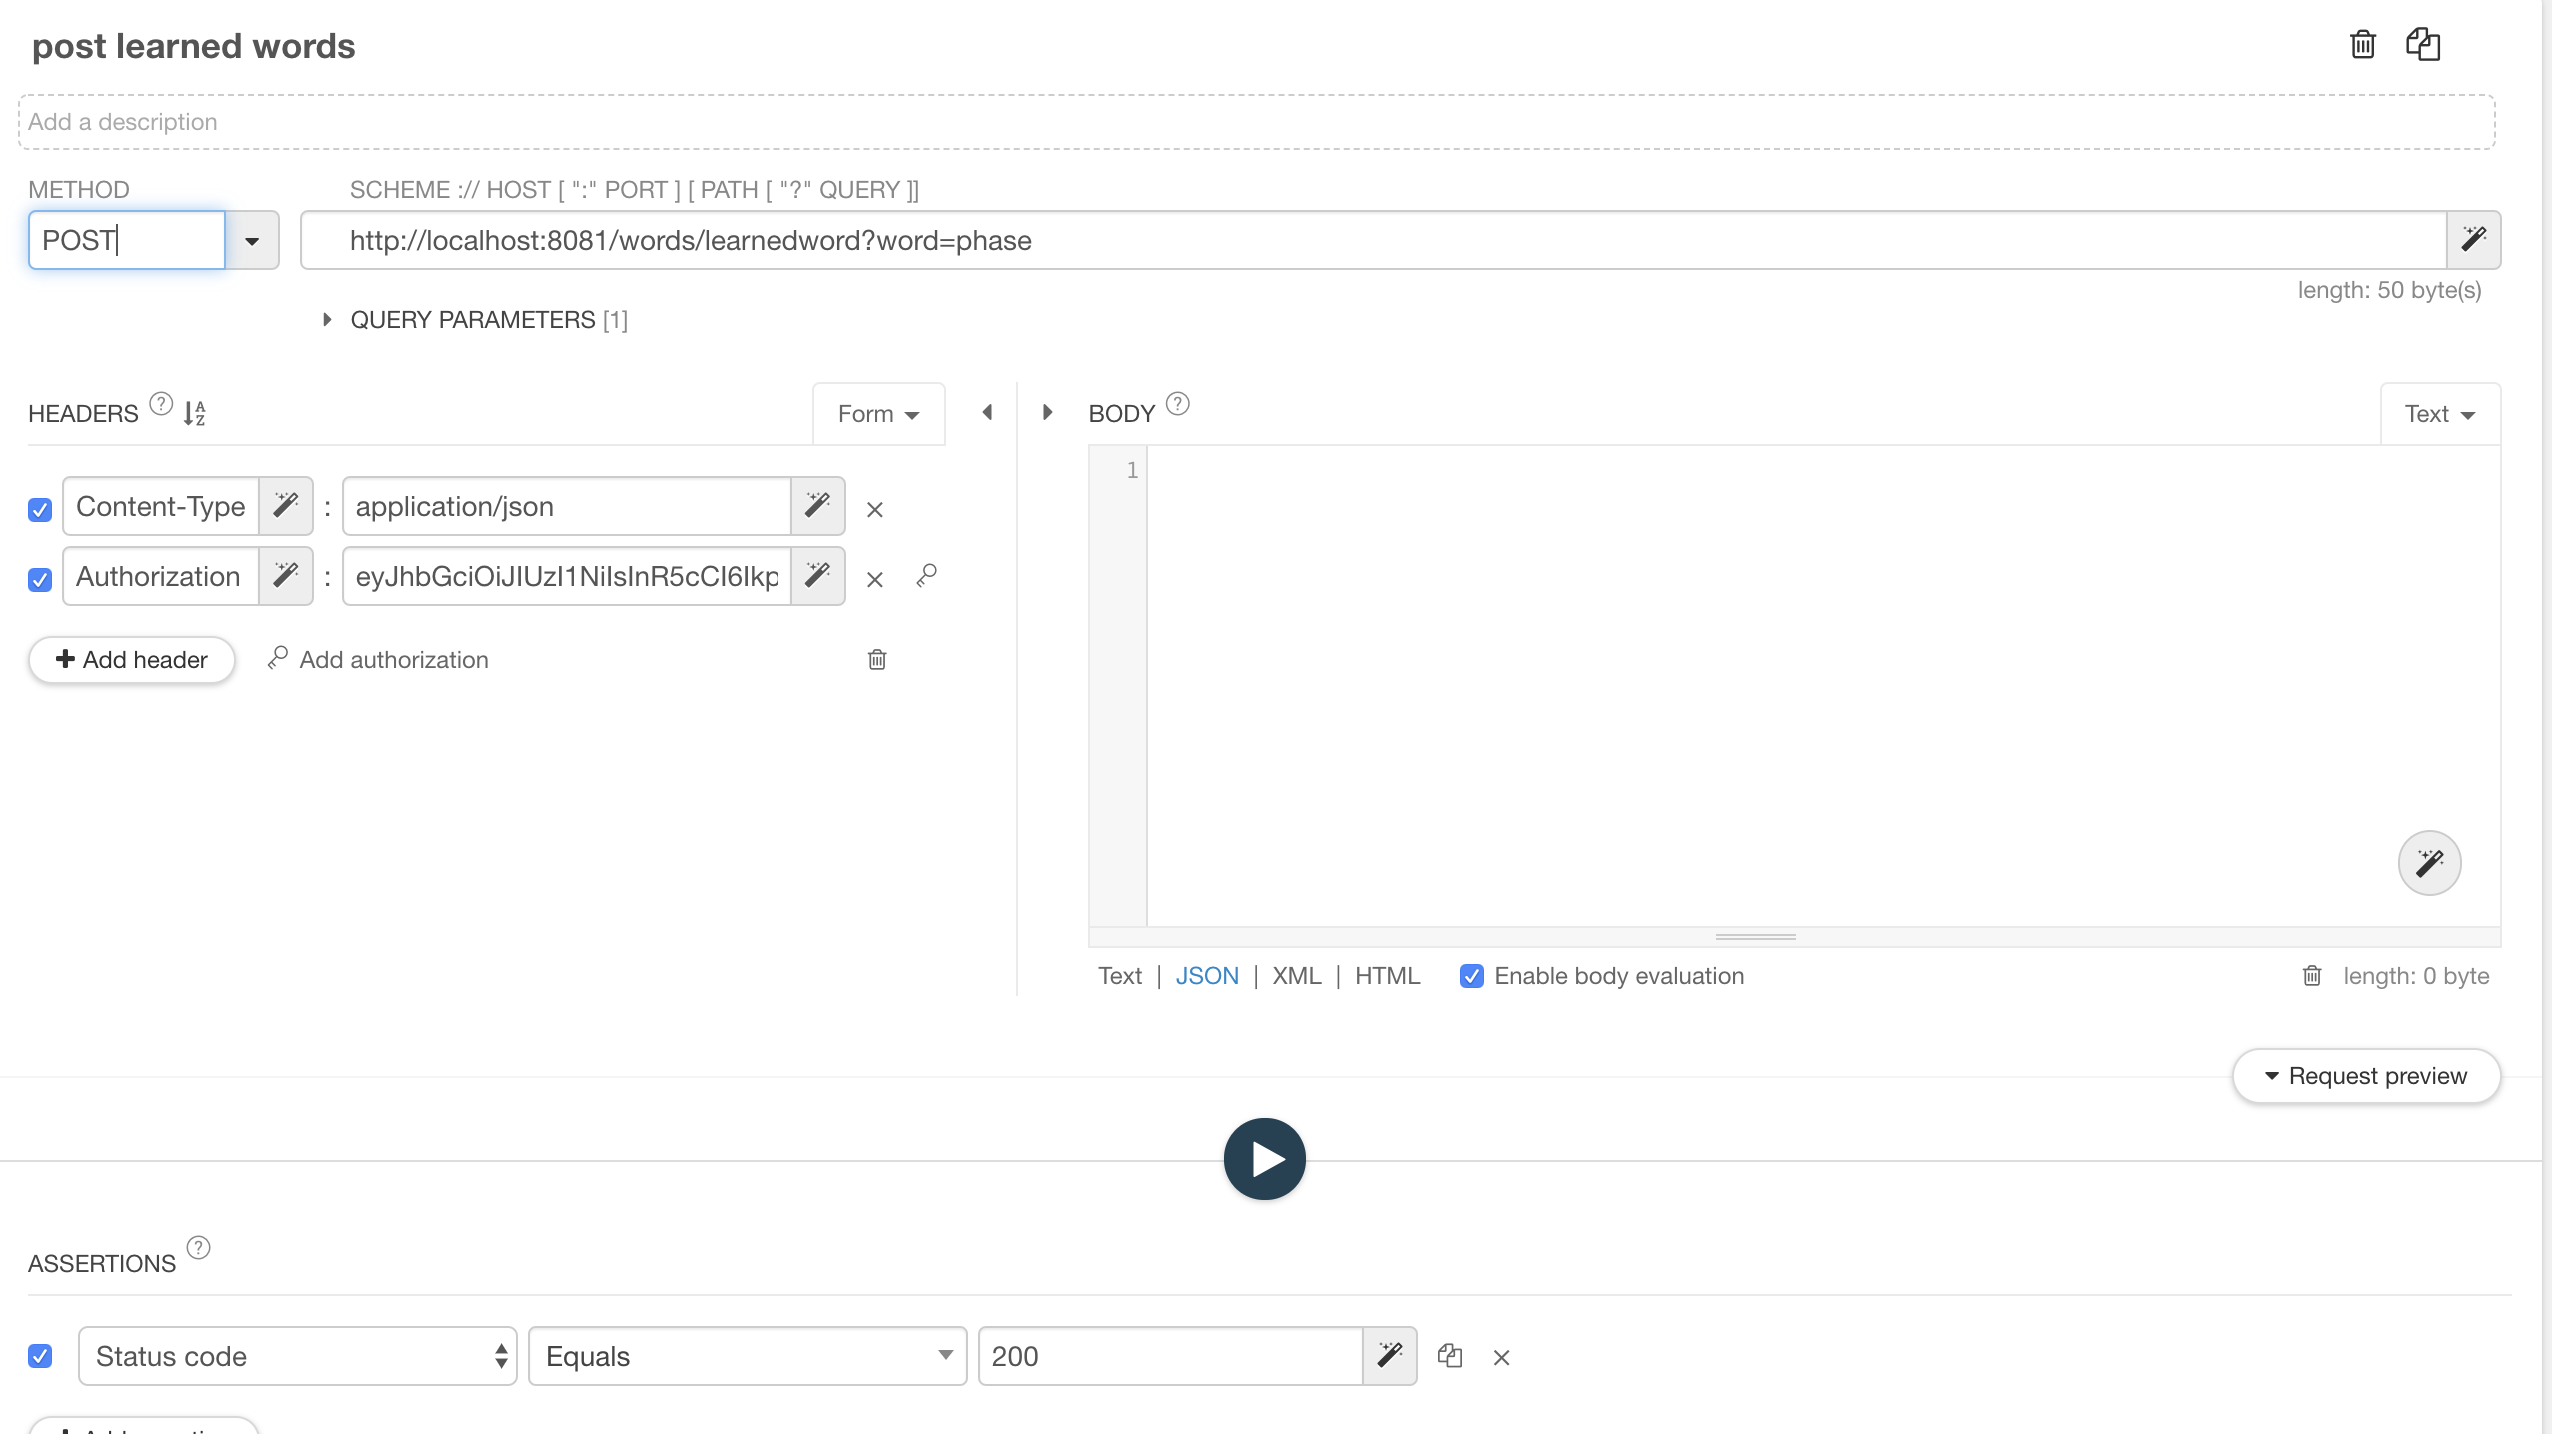 post learned words
Add a description
METHOD
SCHEME :// HOST [ ":" PORT ] [ PATH [ "?" QUERY ]]
POST
http://localhost:8081/words/learnedword?word=phase
length: 50 byte(s)
QUERY PARAMETERS [1]
HEADERS ? A Z
Form
BODY ?
Text
Content-Type : application/json
1
Authorization : eyJhbGciOiJIUzI1NiIsInR5cCI6Ikp
Add header
Add authorization
Text | JSON | XML | HTML
Enable body evaluation
length: 0 byte
Request preview
ASSERTIONS ?
Status code
Equals
200